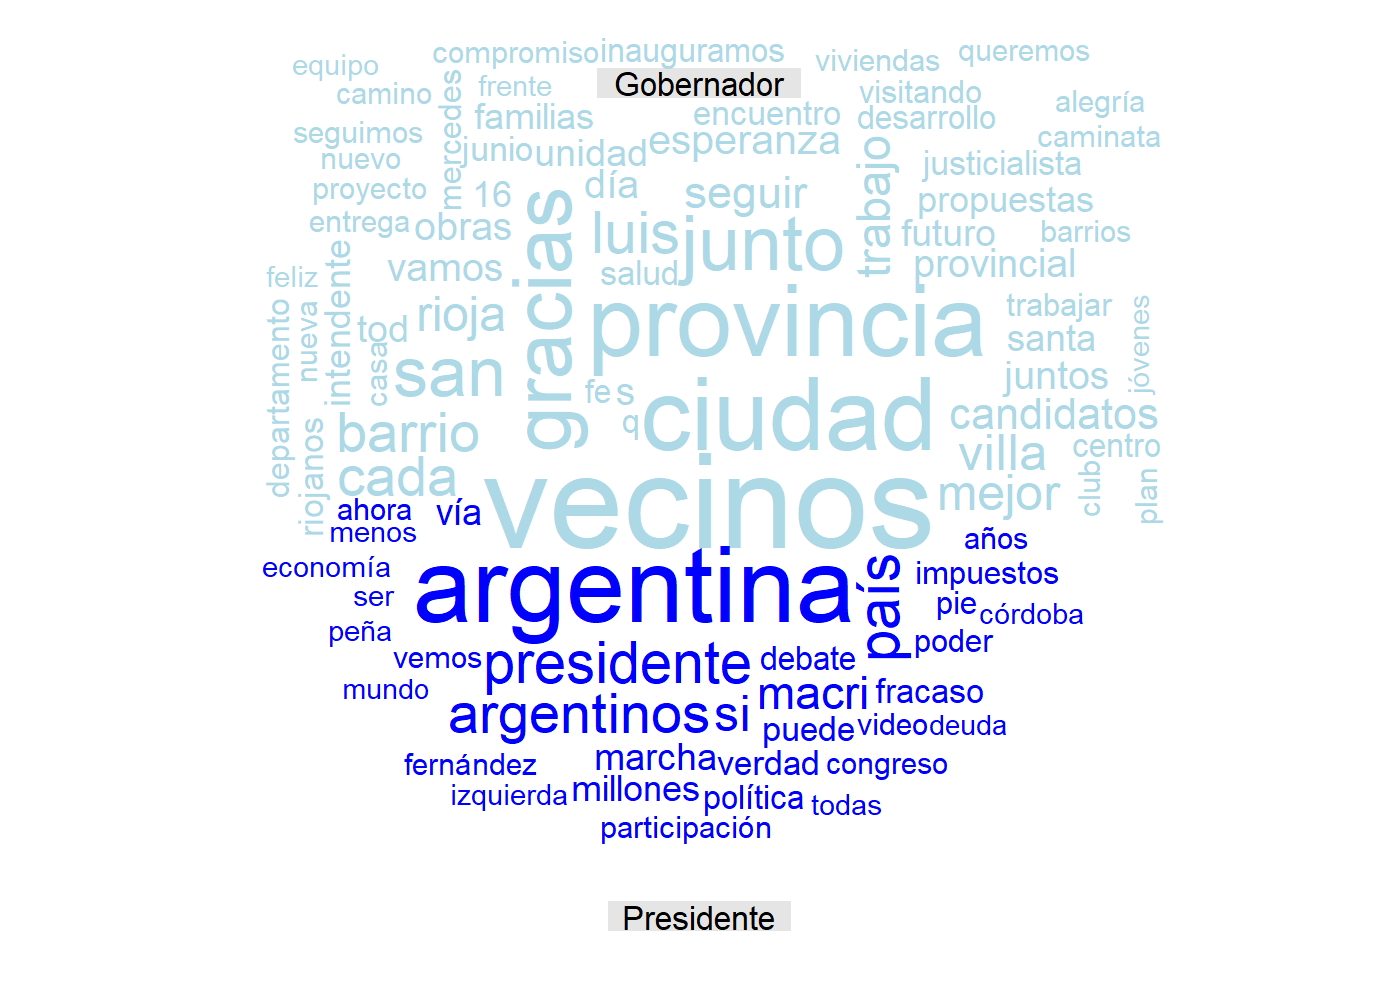 compromiso inauguramos viviendas queremos
equipo Gobernador
camino mercedes frente familias encuentro visitando desarrollo alegría
seguimos junio unidad esperanza trabajo caminata
nuevo justicialista
proyecto 16 día seguir propuestas
entrega obras gracias luis junto futuro barrios
feliz intendente vamos salud provincial
departamento nueva tod rioja provincia trabajar jóvenes
casa san santa
fe s juntos
riojanos barrio q ciudad candidatos
cada villa centro
vecinos mejor club plan
ahora vía
menos años
economía argentina país impuestos
ser pie córdoba
peña poder
vemos presidente debate
mundo macri fracaso
argentinos si puede video deuda
fernández marcha verdad congreso
izquierda millones política todas
participación
Presidente